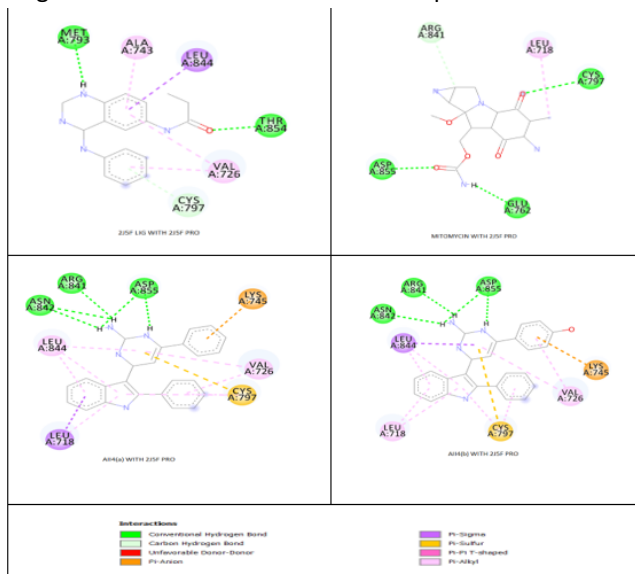 MET
A:793
ALA
A:743
LEU
A:844
H
N
N
N
N
O
THR
A:854
VAL
A:726
CYS
A:797
2J5F LIG WITH 2J5F PRO
ARG
A:841
LEU
A:718
CYS
A:797
ASP
A:855
GLU
A:762
MITOMYCIN WITH 2J5F PRO
ARG
A:841
ASP
A:855
LYS
A:745
ASN
A:842
LEU
A:844
VAL
A:726
CYS
A:797
LEU
A:718
AII4(a) WITH 2J5F PRO
ARG
A:841
ASP
A:855
ASN
A:842
LEU
A:844
LYS
A:745
VAL
A:726
LEU
A:718
CYS
A:797
AII4(b) WITH 2J5F PRO
Interactions
Conventional Hydrogen Bond
Carbon Hydrogen Bond
Unfavorable Donor-Donor
Pi-Anion
Pi-Sigma
Pi-Sulfur
Pi-Pi T-shaped
Pi-Alkyl